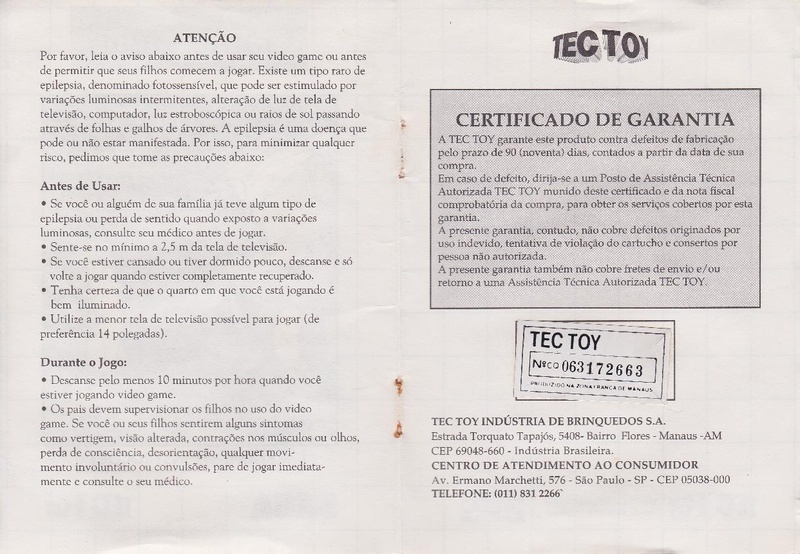 ATENÇÃO
Por favor, leia o aviso abaixo antes de usar seu video game ou antes
de permitir que seus filhos comecem a jogar. Existe um tipo raro de
epilepsia, denominado fotossensível, que pode ser estimulado por
variações luminosas intermitentes, alteração de luz de tela de
televisão, computador, luz estroboscópica ou raios de sol passando
através de folhas e galhos de árvores. A epilepsia é uma doença que
pode ou não estar manifestada. Por isso, para minimizar qualquer
risco, pedimos que tome as precauções abaixo:
Antes de Usar:
• Se você ou alguém de sua família já teve algum tipo de
epilepsia ou perda de sentido quando exposto a variações
luminosas, consulte seu médico antes de jogar.
• Sente-se no mínimo a 2,5 m da tela de televisão.
• Se você estiver cansado ou tiver dormido pouco, descanse e só
volte a jogar quando estiver completamente recuperado.
• Tenha certeza de que o quarto em que você está jogando é
bem iluminado.
• Utilize a menor tela de televisão possível para jogar (de
preferência 14 polegadas).
Durante o Jogo:
• Descanse pelo menos 10 minutos por hora quando você
estiver jogando video game.
• Os pais devem supervisionar os filhos no uso do video
game. Se você ou seus filhos sentirem alguns sintomas
como vertigem, visão alterada, contrações nos músculos ou olhos,
perda de consciência, desorientação, qualquer movi-
mento involuntário ou convulsões, pare de jogar imediata-
mente e consulte o seu médico.
TEC TOY
CERTIFICADO DE GARANTIA
A TEC TOY garante este produto contra defeitos de fabricação
pelo prazo de 90 (noventa) dias, contados a partir da data de sua
compra.
Em caso de defeito, dirija-se a um Posto de Assistência Técnica
Autorizada TEC TOY munido deste certificado e da nota fiscal
comprobatória da compra, para obter os serviços cobertos por esta
garantia.
A presente garantia, contudo, não cobre defeitos originados por
uso indevido, tentativa de violação do cartucho e consertos por
pessoa não autorizada.
A presente garantia também não cobre fretes de envio e/ou
retorno a uma Assistência Técnica Autorizada TEC TOY.
TEC TOY
Nº CQ 063172663
PRODUZIDO NA ZONA FRANCA DE MANAUS
TEC TOY INDÚSTRIA DE BRINQUEDOS S.A.
Estrada Torquato Tapajós, 5408- Bairro Flores - Manaus -AM
CEP 69048-660 - Indústria Brasileira.
CENTRO DE ATENDIMENTO AO CONSUMIDOR
Av. Ermano Marchetti, 576 - São Paulo - SP - CEP 05038-000
TELEFONE: (011) 831 2266